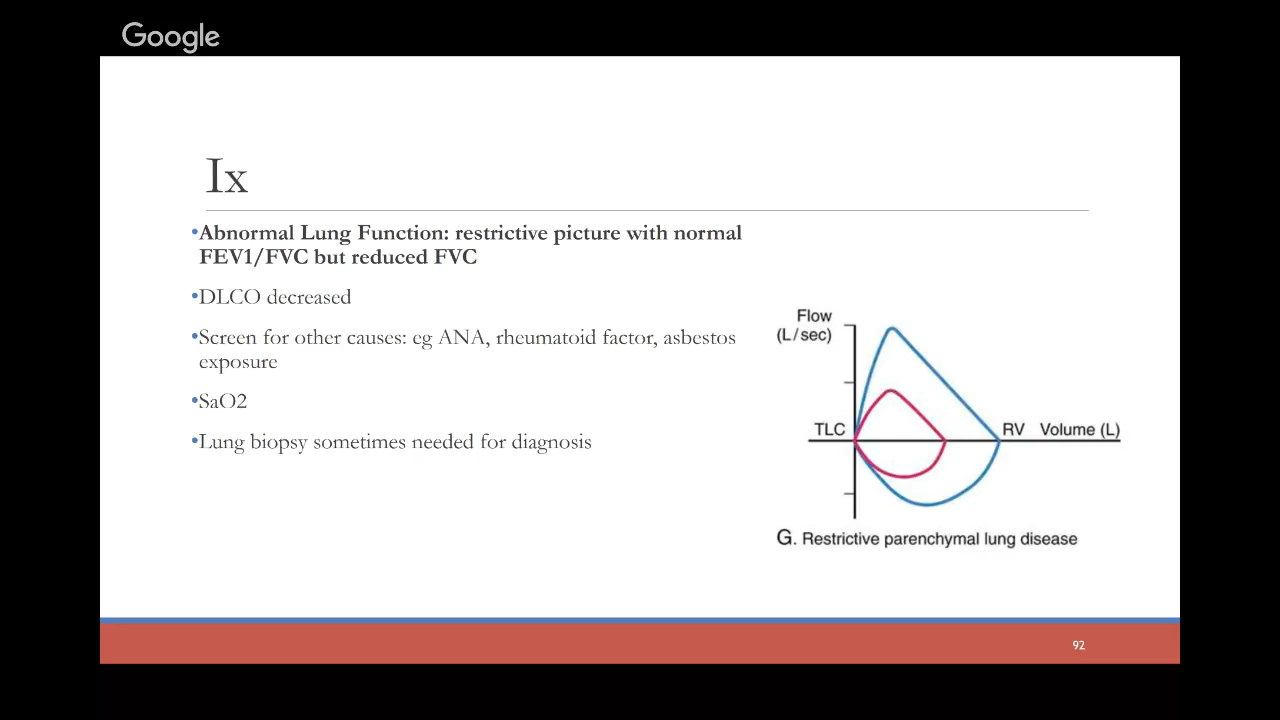 Google
Ix
•Abnormal Lung Function: restrictive picture with normal
FEV1/FVC but reduced FVC
•DLCO decreased
•Screen for other causes: eg ANA, rheumatoid factor, asbestos
exposure
•SaO2
•Lung biopsy sometimes needed for diagnosis
Flow
(L/sec)
TLC
RV
Volume (L)
G. Restrictive parenchymal lung disease
92